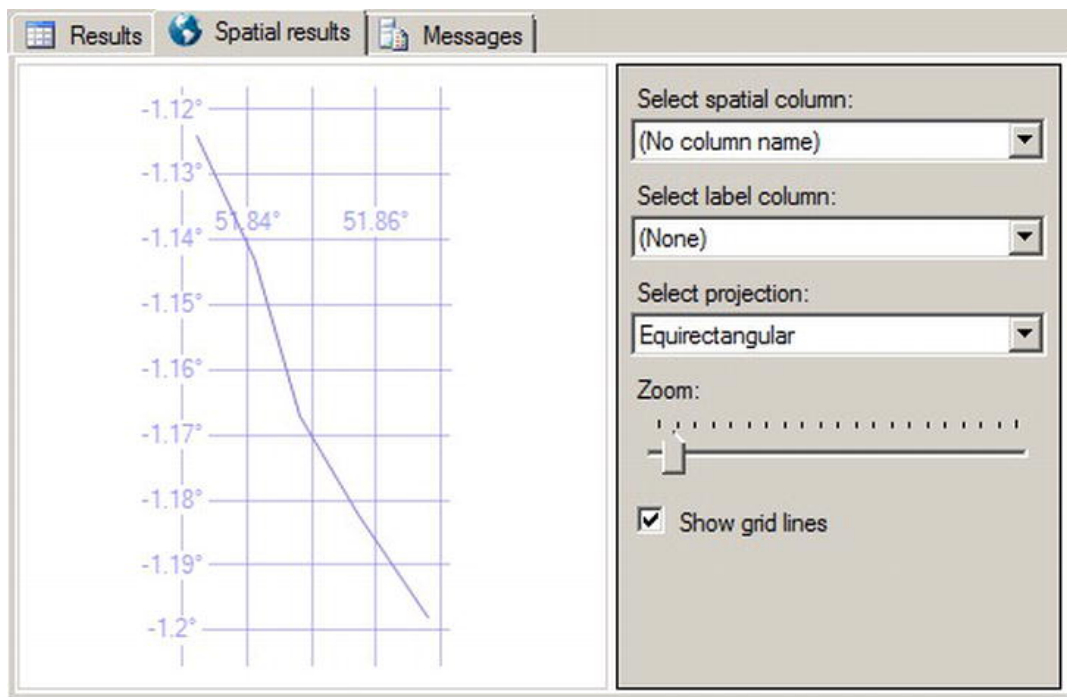 Results
Spatial results
Messages
-1.12°
-1.13°
51.84°
51.86°
-1.14°
-1.15°
-1.16°
-1.17°
-1.18°
-1.19°
-1.2°
Select spatial column:
(No column name)
Select label column:
(None)
Select projection:
Equirectangular
Zoom:
Show grid lines